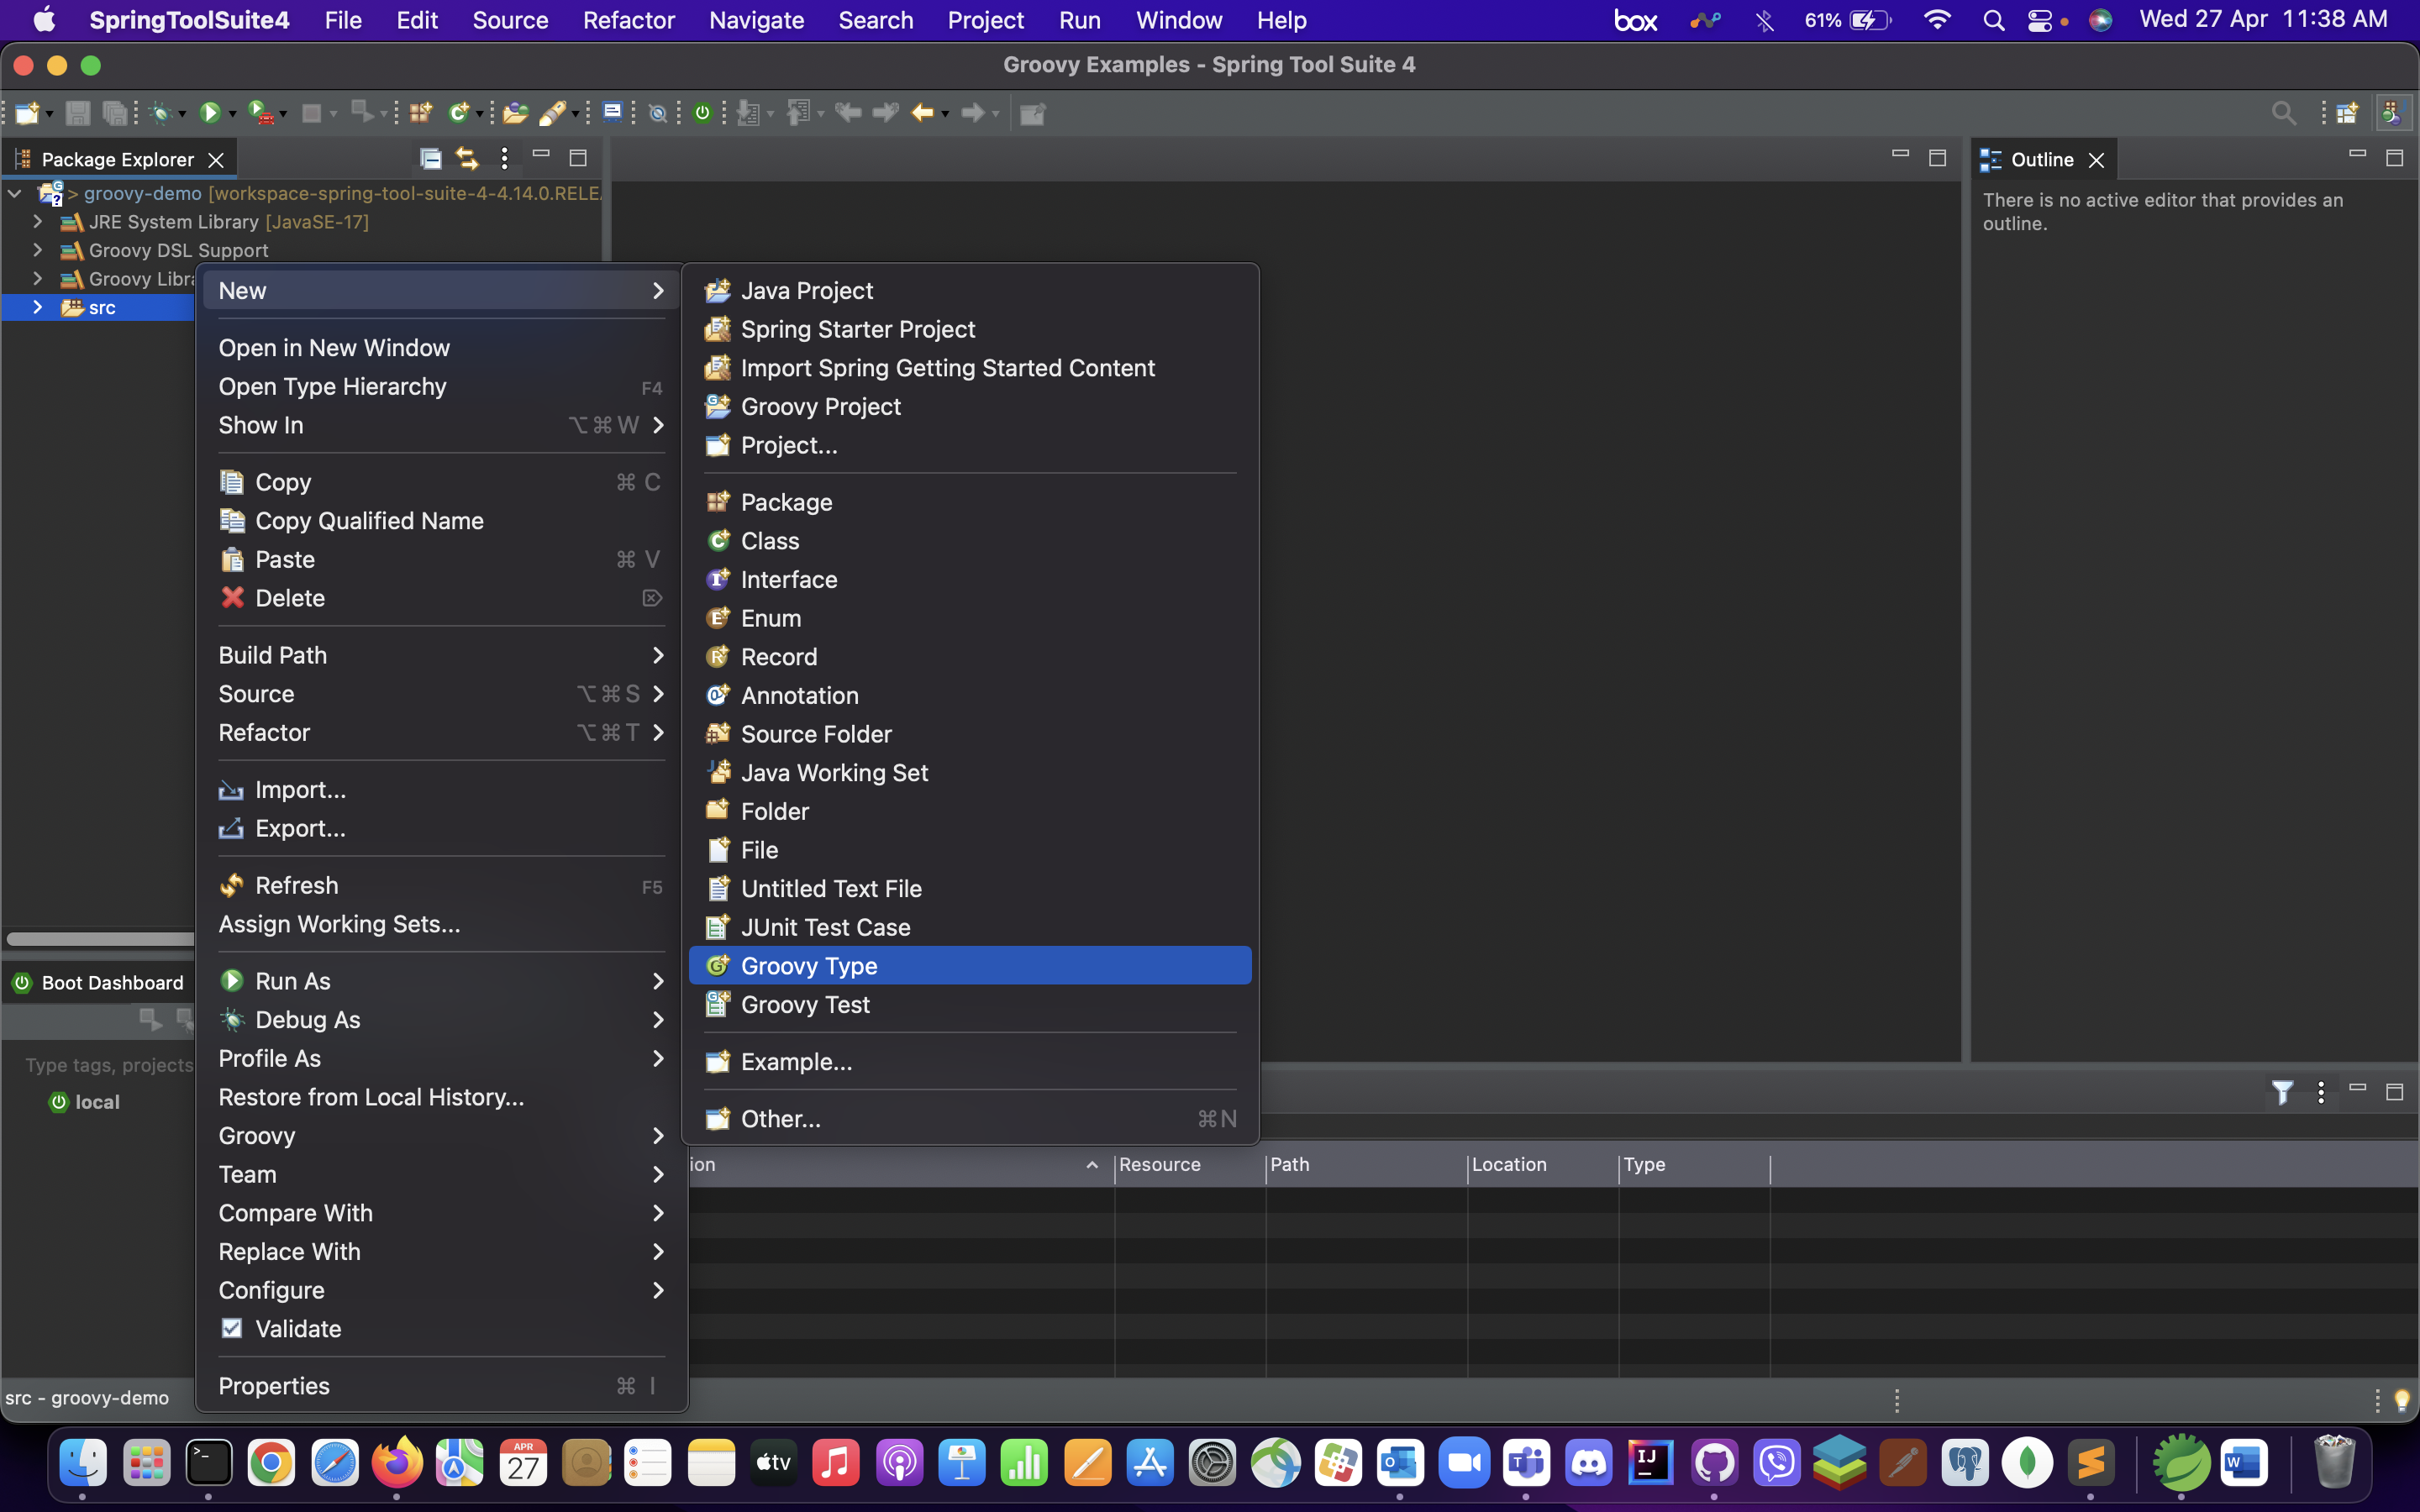 SpringToolSuite4 File Edit Source Refactor Navigate Search Project Run Window Help box 61% Wed 27 Apr 11:38 AM
Groovy Examples - Spring Tool Suite 4
Package Explorer
Outline
> groovy-demo [workspace-spring-tool-suite-4-4.14.0.RELE
There is no active editor that provides an
outline.
JRE System Library [JavaSE-17]
Groovy DSL Support
Groovy Libra
src
New
Open in New Window
Open Type Hierarchy F4
Show In ⌥⌘W
Copy ⌘ C
Copy Qualified Name
Paste ⌘ V
Delete
Build Path
Source ⌥⌘S
Refactor ⌥⌘T
Import...
Export...
Refresh F5
Assign Working Sets...
Run As
Debug As
Profile As
Restore from Local History...
Groovy
Team
Compare With
Replace With
Configure
Validate
Properties ⌘ I
Java Project
Spring Starter Project
Import Spring Getting Started Content
Groovy Project
Project...
Package
Class
Interface
Enum
Record
Annotation
Source Folder
Java Working Set
Folder
File
Untitled Text File
JUnit Test Case
Groovy Type
Groovy Test
Example...
Other... ⌘N
Boot Dashboard
Type tags, projects
local
ion Resource Path Location Type
src - groovy-demo
APR
27
tv
IJ
W